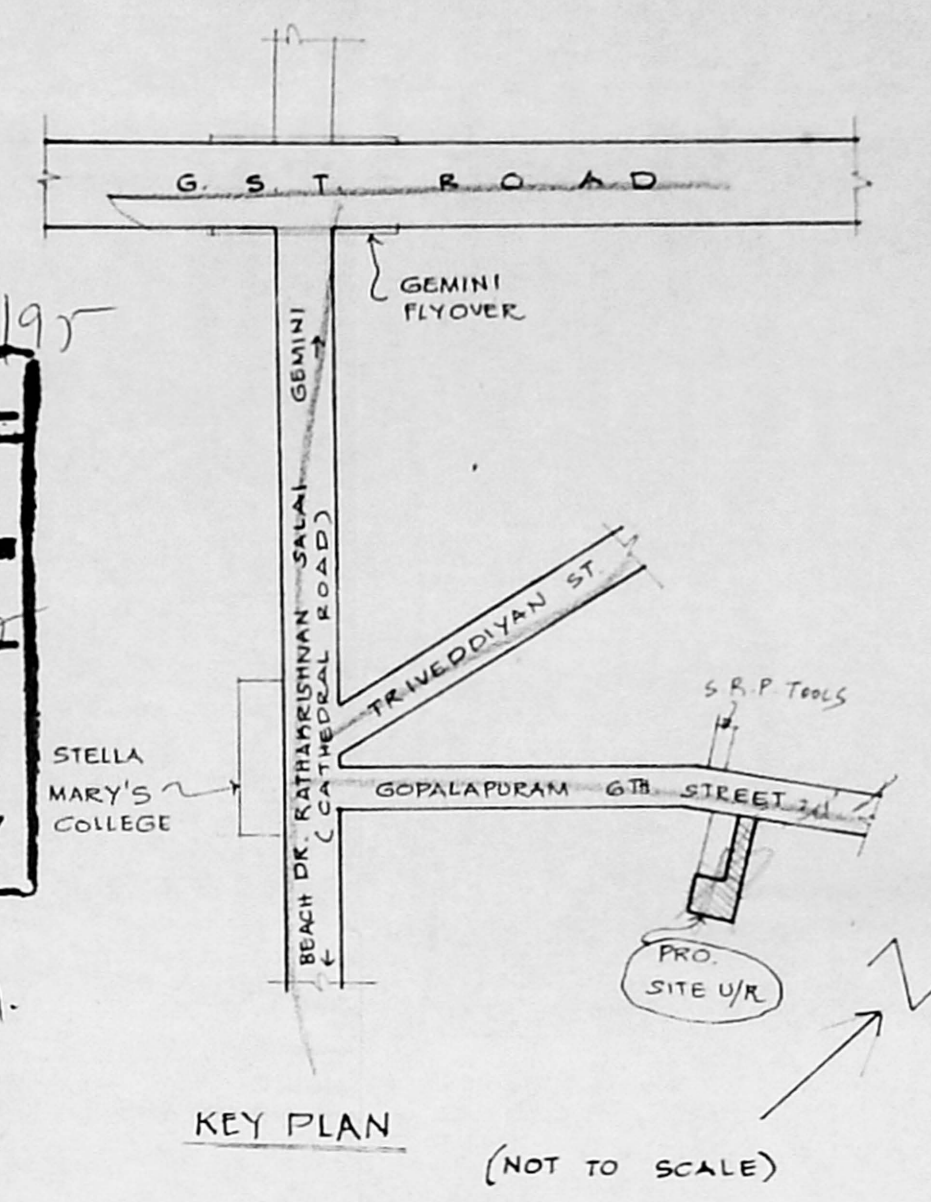 G. S. T. ROAD
GEMINI
FLYOVER
GEMINI
BEACH DR. RATHAKRISHNAN SALAI
(CATHEDRAL ROAD)
TRIVEDDIYAN ST.
S.R.P. TOOLS
STELLA
MARY'S
COLLEGE
GOPALAPURAM 6TH STREET
PRO.
SITE U/R
N
KEY PLAN
(NOT TO SCALE)